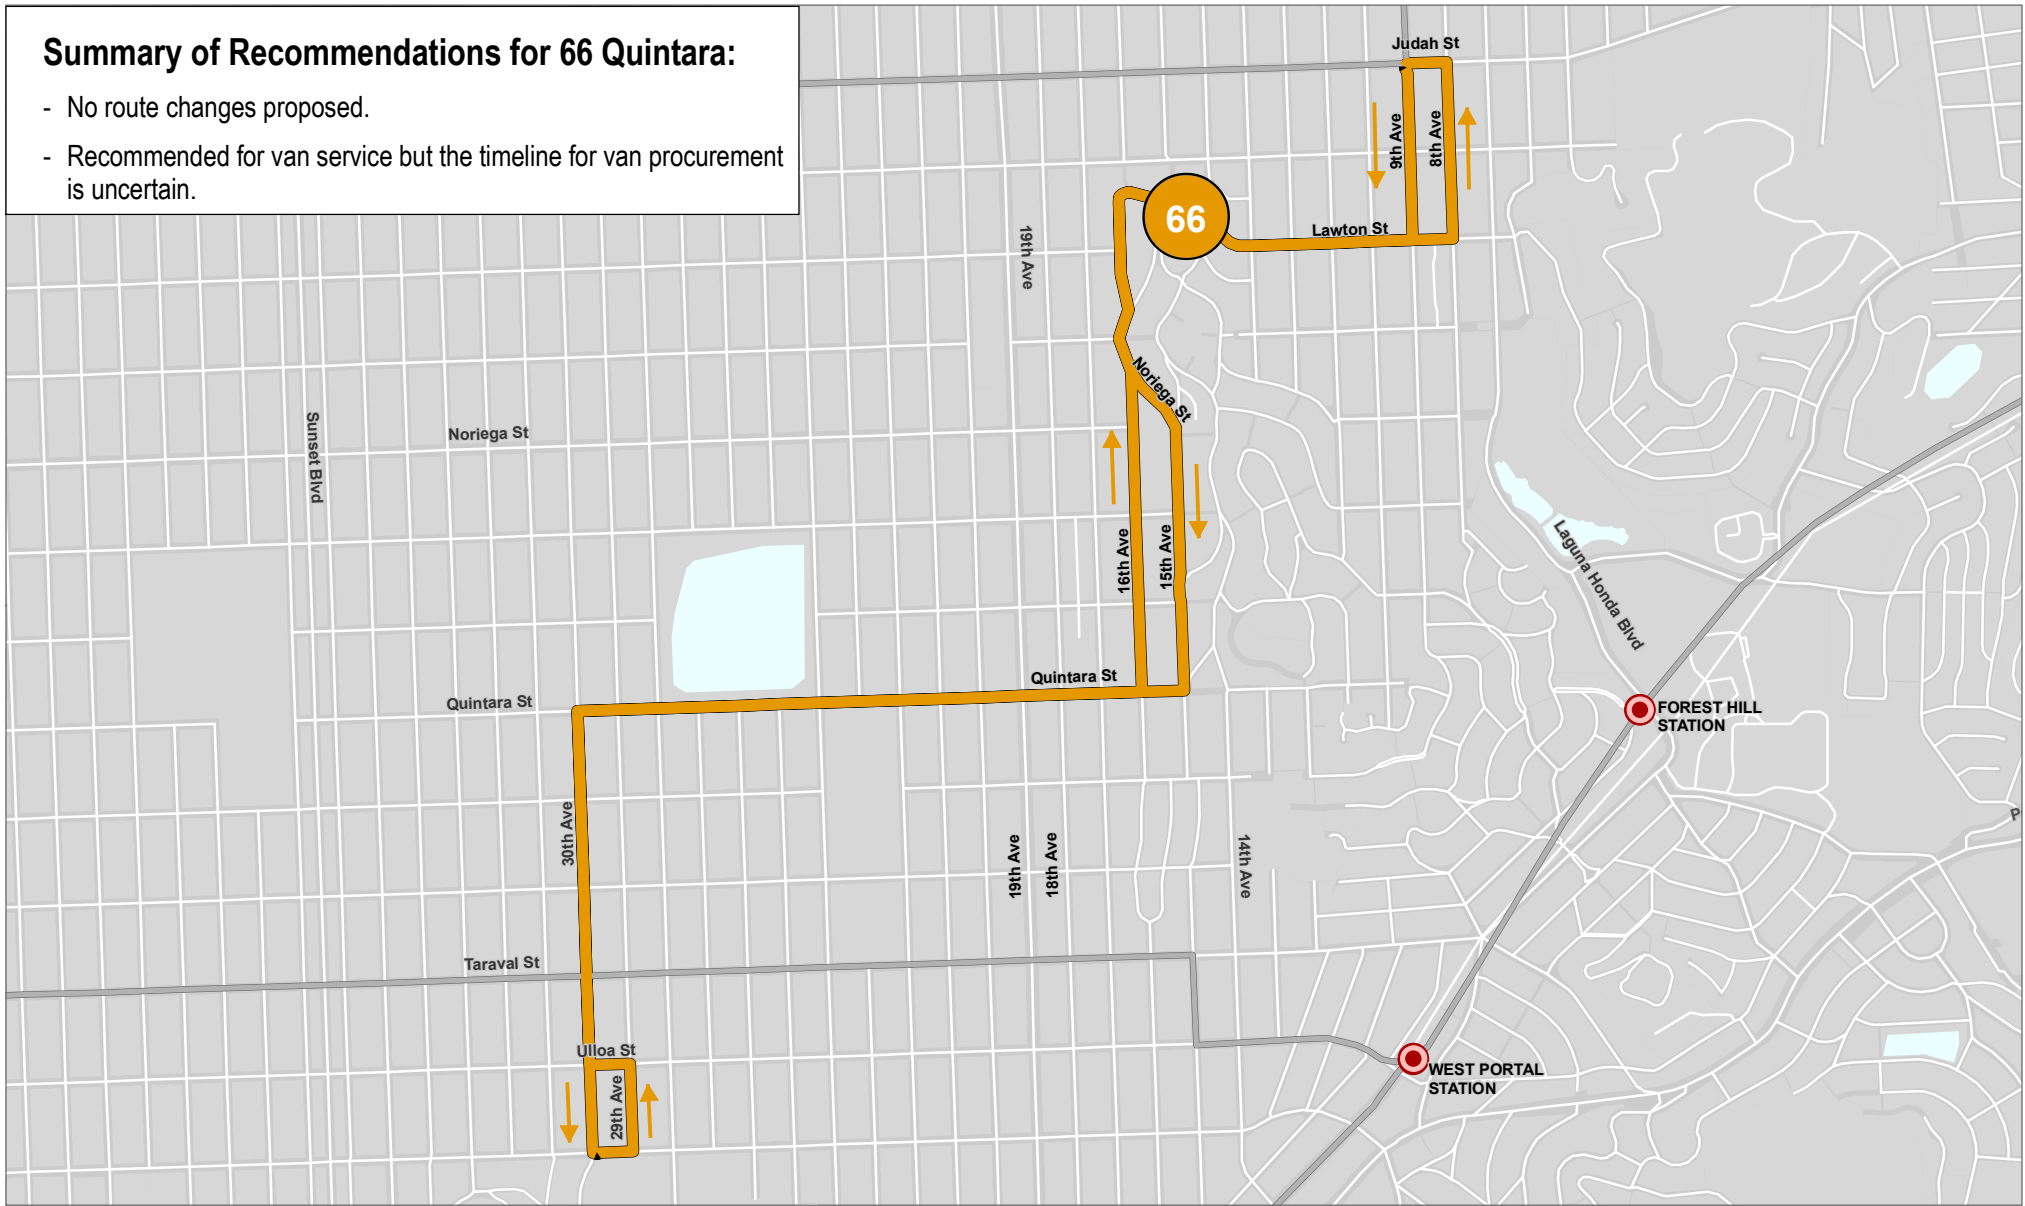 Summary of Recommendations for 66 Quintara:
- No route changes proposed.
- Recommended for van service but the timeline for van procurement
is uncertain.
Judah St
9th Ave
8th Ave
66
Lawton St
19th Ave
Noriega St
Sunset Blvd
Noriega St
16th Ave
15th Ave
Laguna Honda Blvd
Quintara St
Quintara St
FOREST HILL
STATION
30th Ave
19th Ave
18th Ave
14th Ave
P
Taraval St
Ulloa St
29th Ave
WEST PORTAL
STATION